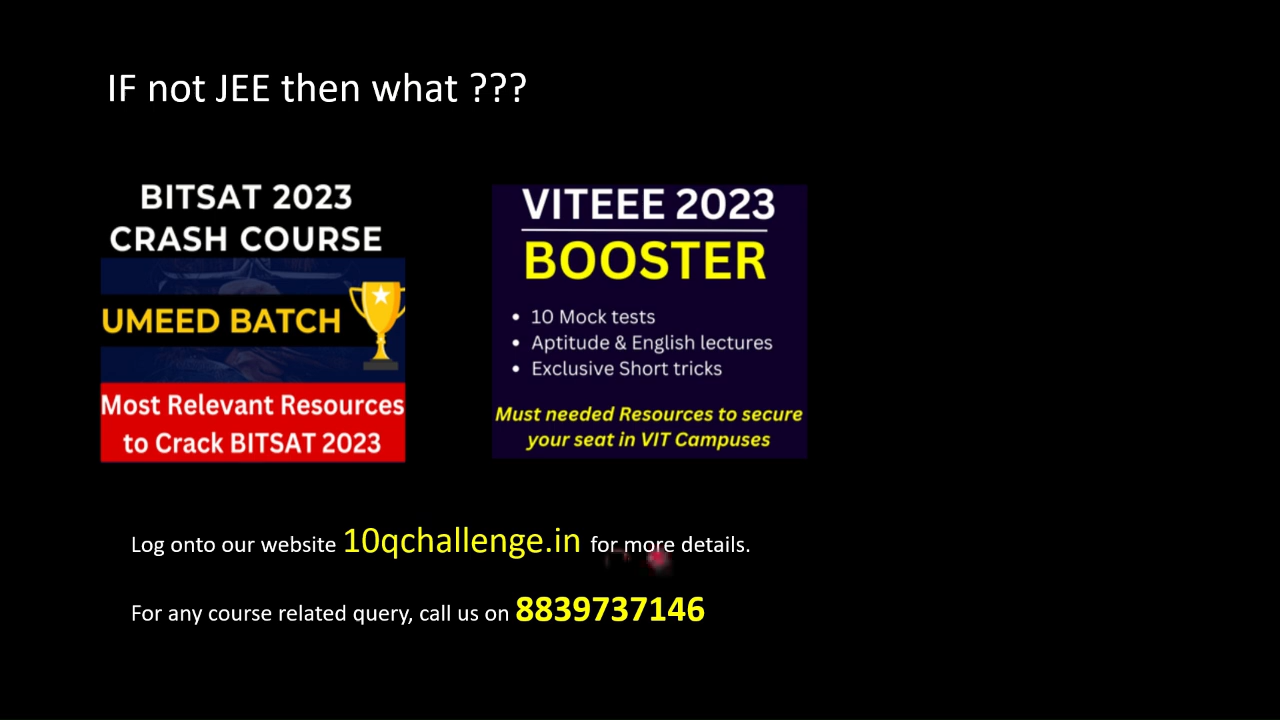 IF not JEE then what ???
BITSAT 2023
CRASH COURSE
UMEED BATCH
Most Relevant Resources
to Crack BITSAT 2023
VITEEE 2023
BOOSTER
• 10 Mock tests
• Aptitude & English lectures
• Exclusive Short tricks
Must needed Resources to secure
your seat in VIT Campuses
Log onto our website 10qchallenge.in for more details.
For any course related query, call us on 8839737146